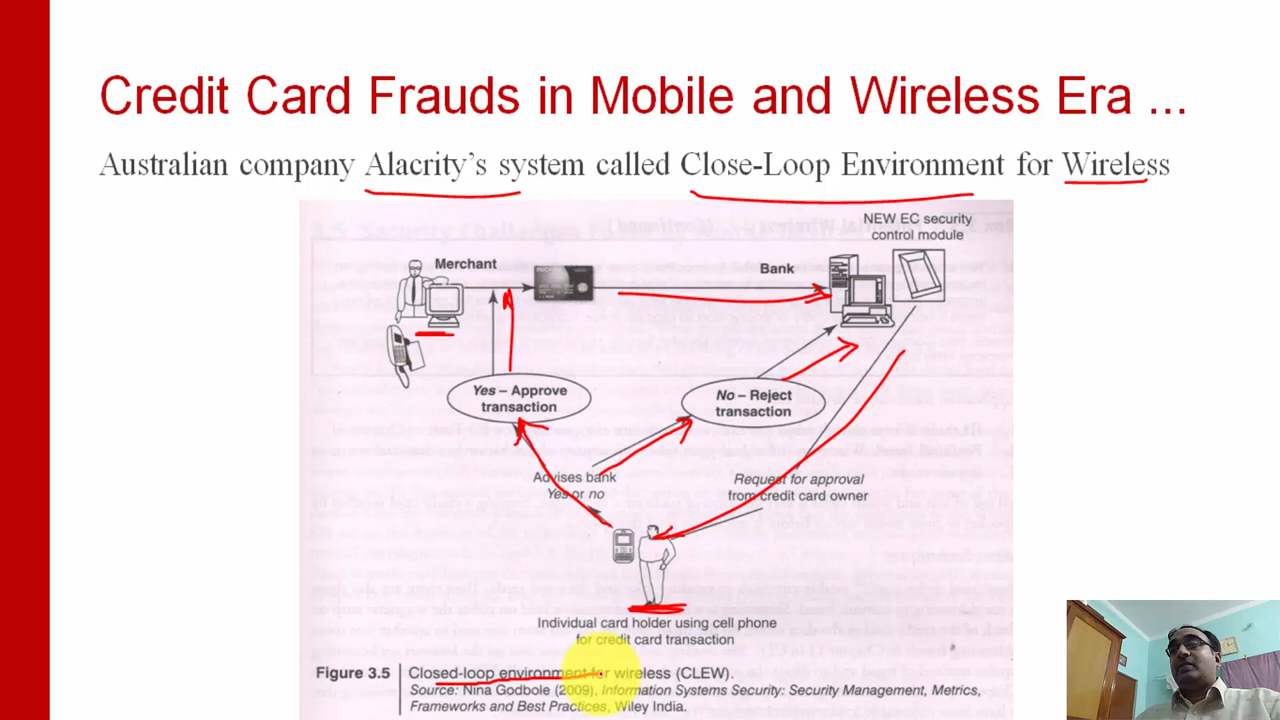 Credit Card Frauds in Mobile and Wireless Era ...
Australian company Alacrity's system called Close-Loop Environment for Wireless
NEW EC security
control module
Merchant
Bank
Yes – Approve
transaction
No – Reject
transaction
Advises bank
Yes or no
Request for approval
from credit card owner
Individual card holder using cell phone
for credit card transaction
Figure 3.5 Closed-loop environment for wireless (CLEW).
Source: Nina Godbole (2009), Information Systems Security: Security Management, Metrics,
Frameworks and Best Practices, Wiley India.